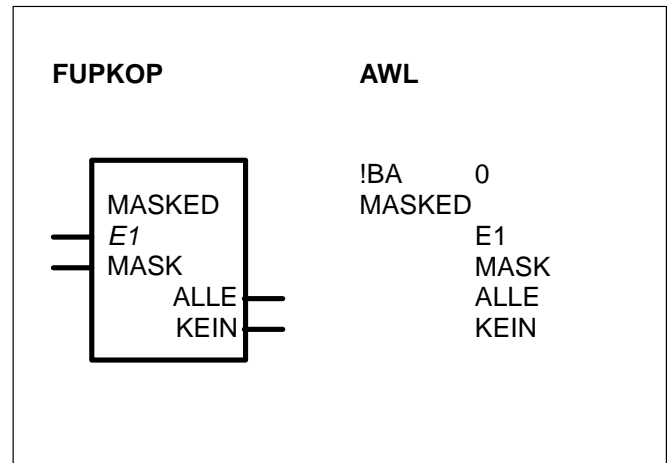 FUPKOP
MASKED
E1
MASK
ALLE
KEIN
AWL
!BA 0
MASKED
E1
MASK
ALLE
KEIN